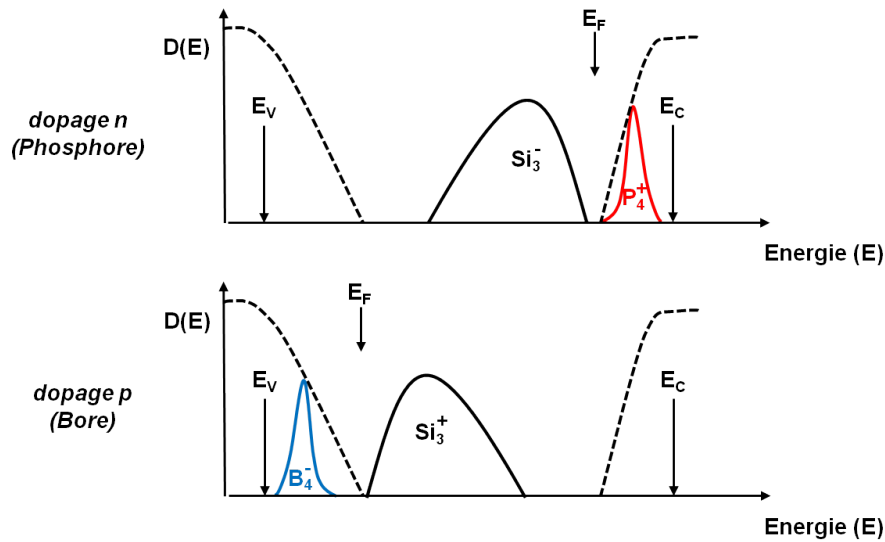 D(E)
E_F
E_V
E_C
dopage n
(Phosphore)
Si_3^-
P_4^+
Energie (E)
D(E)
E_F
E_V
E_C
dopage p
(Bore)
Si_3^+
B_4^-
Energie (E)